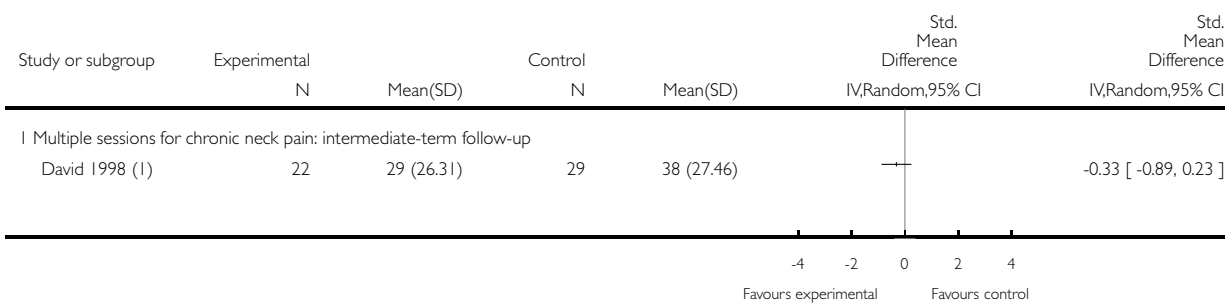 Std.
Mean
Difference
Std.
Mean
Difference
Study or subgroup Experimental Control
N Mean(SD) N Mean(SD) IV,Random,95% CI IV,Random,95% CI
1 Multiple sessions for chronic neck pain: intermediate-term follow-up
David 1998 (1) 22 29 (26.31) 29 38 (27.46) -0.33 [ -0.89, 0.23 ]
-4 -2 0 2 4
Favours experimental Favours control